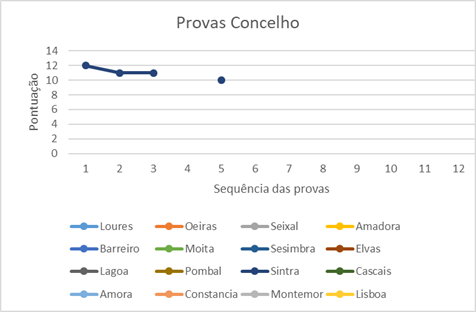 Provas Concelho
14
12
10
8
6
4
2
0
Pontuação
1 2 3 4 5 6 7 8 9 10 11 12
Sequência das provas
Loures Oeiras Seixal Amadora
Barreiro Moita Sesimbra Elvas
Lagoa Pombal Sintra Cascais
Amora Constancia Montemor Lisboa